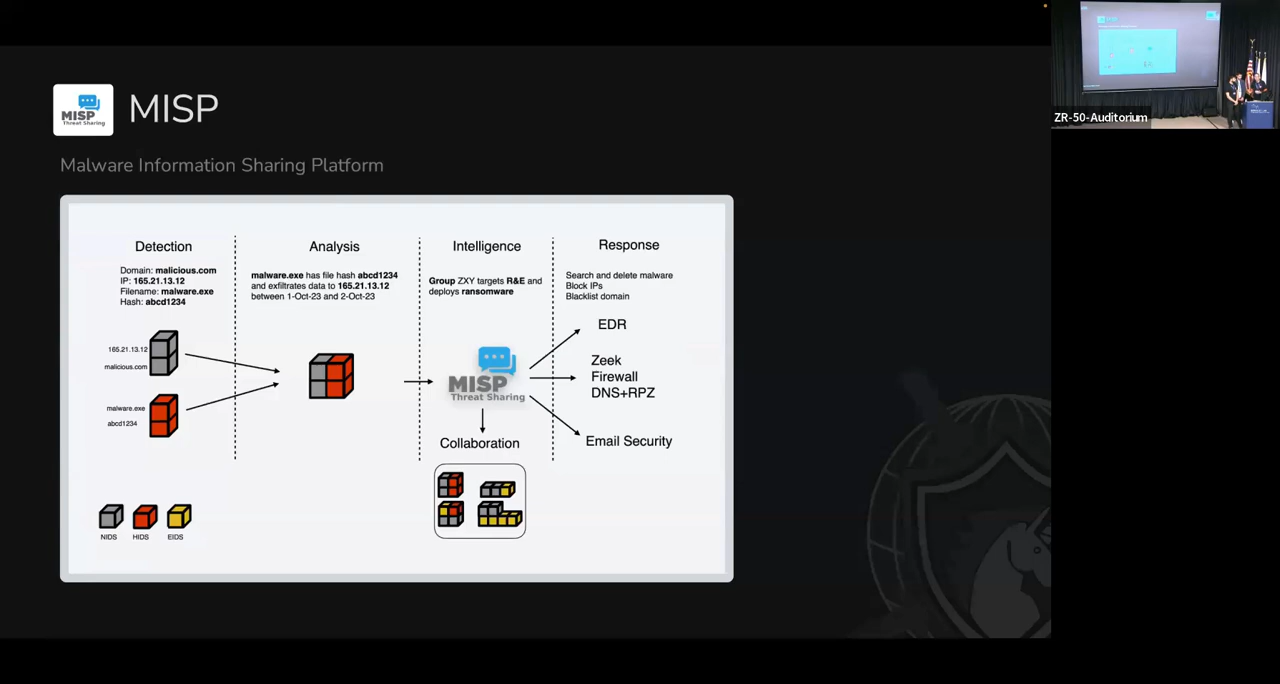 MISP
Threat Sharing
MISP
Malware Information Sharing Platform
Detection
Domain: malicious.com
IP: 165.21.13.12
Filename: malware.exe
Hash: abcd1234
165.21.13.12
malicious.com
malware.exe
abcd1234
NIDS
HIDS
EIDS
Analysis
malware.exe has file hash abcd1234
and exfiltrates data to 165.21.13.12
between 1-Oct-23 and 2-Oct-23
Intelligence
Group ZXY targets R&E and
deploys ransomware
MISP
Threat Sharing
Collaboration
Response
Search and delete malware
Block IPs
Blacklist domain
EDR
Zeek
Firewall
DNS+RPZ
Email Security
ZR-50-Auditorium